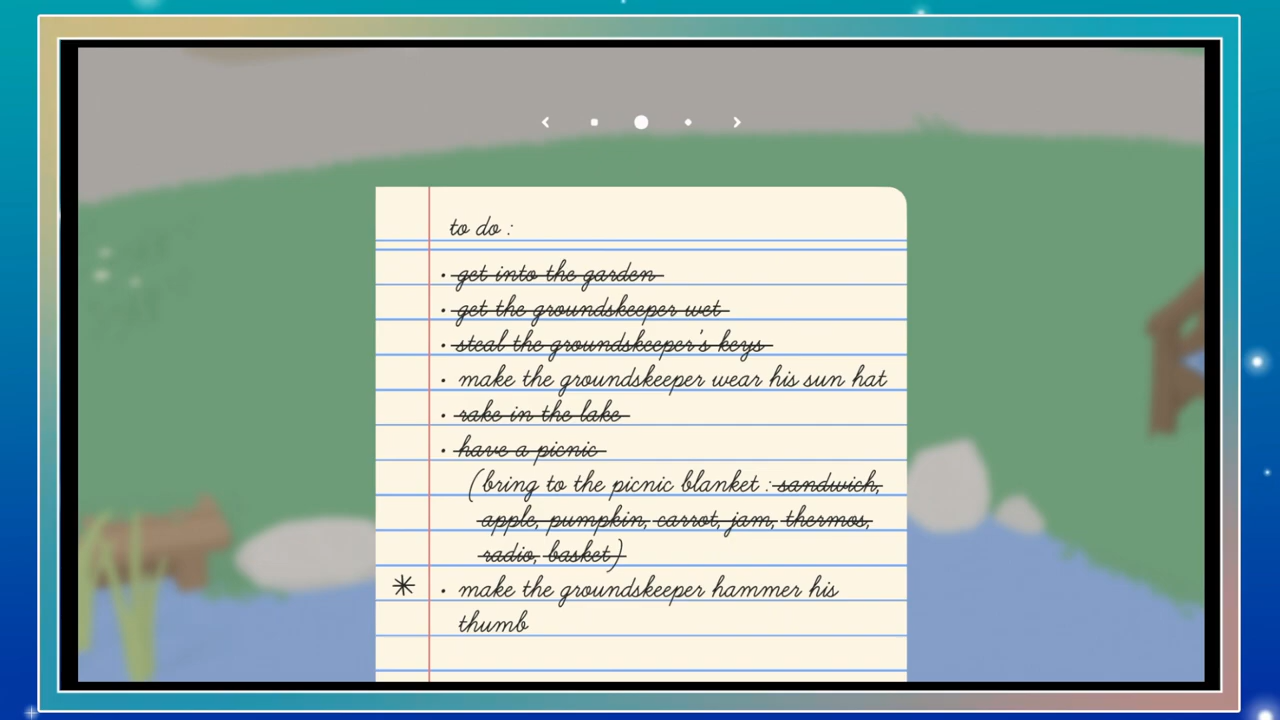 to do :
• get into the garden
• get the groundskeeper wet
• steal the groundskeeper's keys
• make the groundskeeper wear his sun hat
• rake in the lake
• have a picnic
(bring to the picnic blanket : sandwich,
apple, pumpkin, carrot, jam, thermos,
radio, basket)
• make the groundskeeper hammer his
thumb